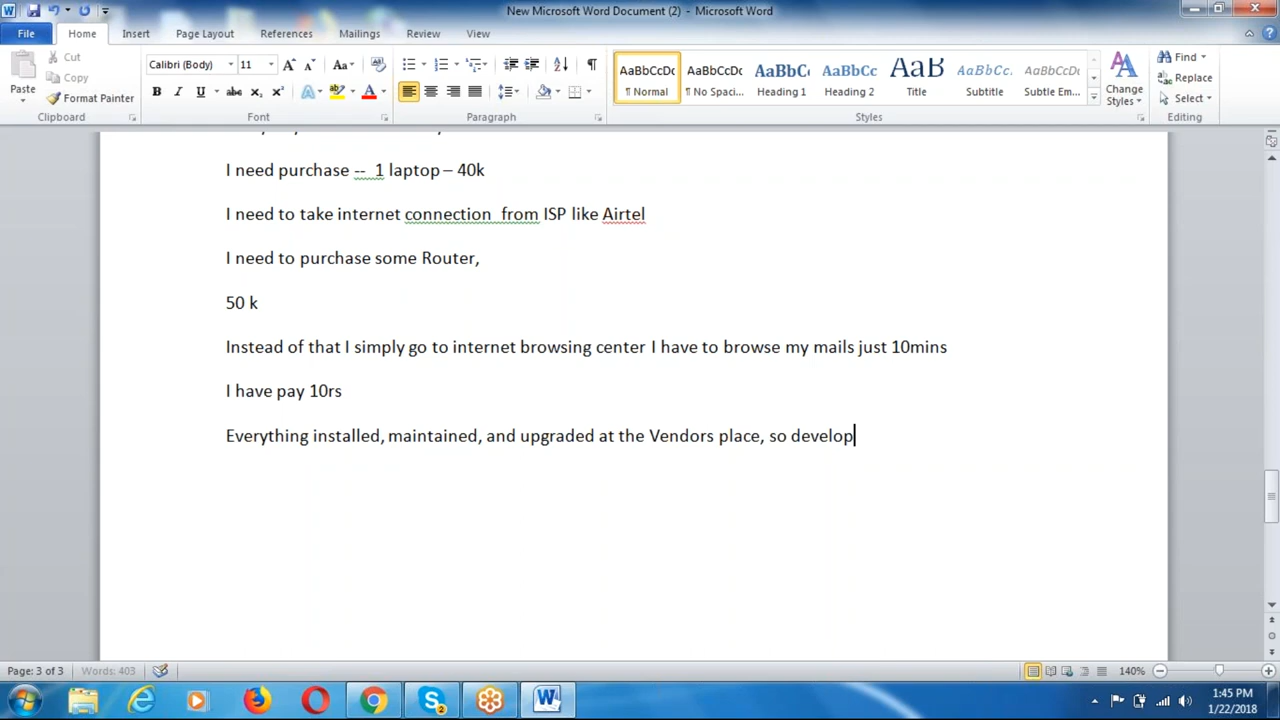 New Microsoft Word Document (2) - Microsoft Word
File Home Insert Page Layout References Mailings Review View
Cut
Copy
Format Painter
Paste
Clipboard
Calibri (Body) 11
Font
Paragraph
AaBbCcDc AaBbCcDc AaBbC AaBbCc AaB AaBbCc. AaBbCcDc
¶ Normal ¶ No Spaci... Heading 1 Heading 2 Title Subtitle Subtle Em...
Change Styles
Styles
Find
Replace
Select
Editing
I need purchase -- 1 laptop – 40k
I need to take internet connection from ISP like Airtel
I need to purchase some Router,
50 k
Instead of that I simply go to internet browsing center I have to browse my mails just 10mins
I have pay 10rs
Everything installed, maintained, and upgraded at the Vendors place, so develop
Page: 3 of 3 Words: 403 140%
1:45 PM
1/22/2018